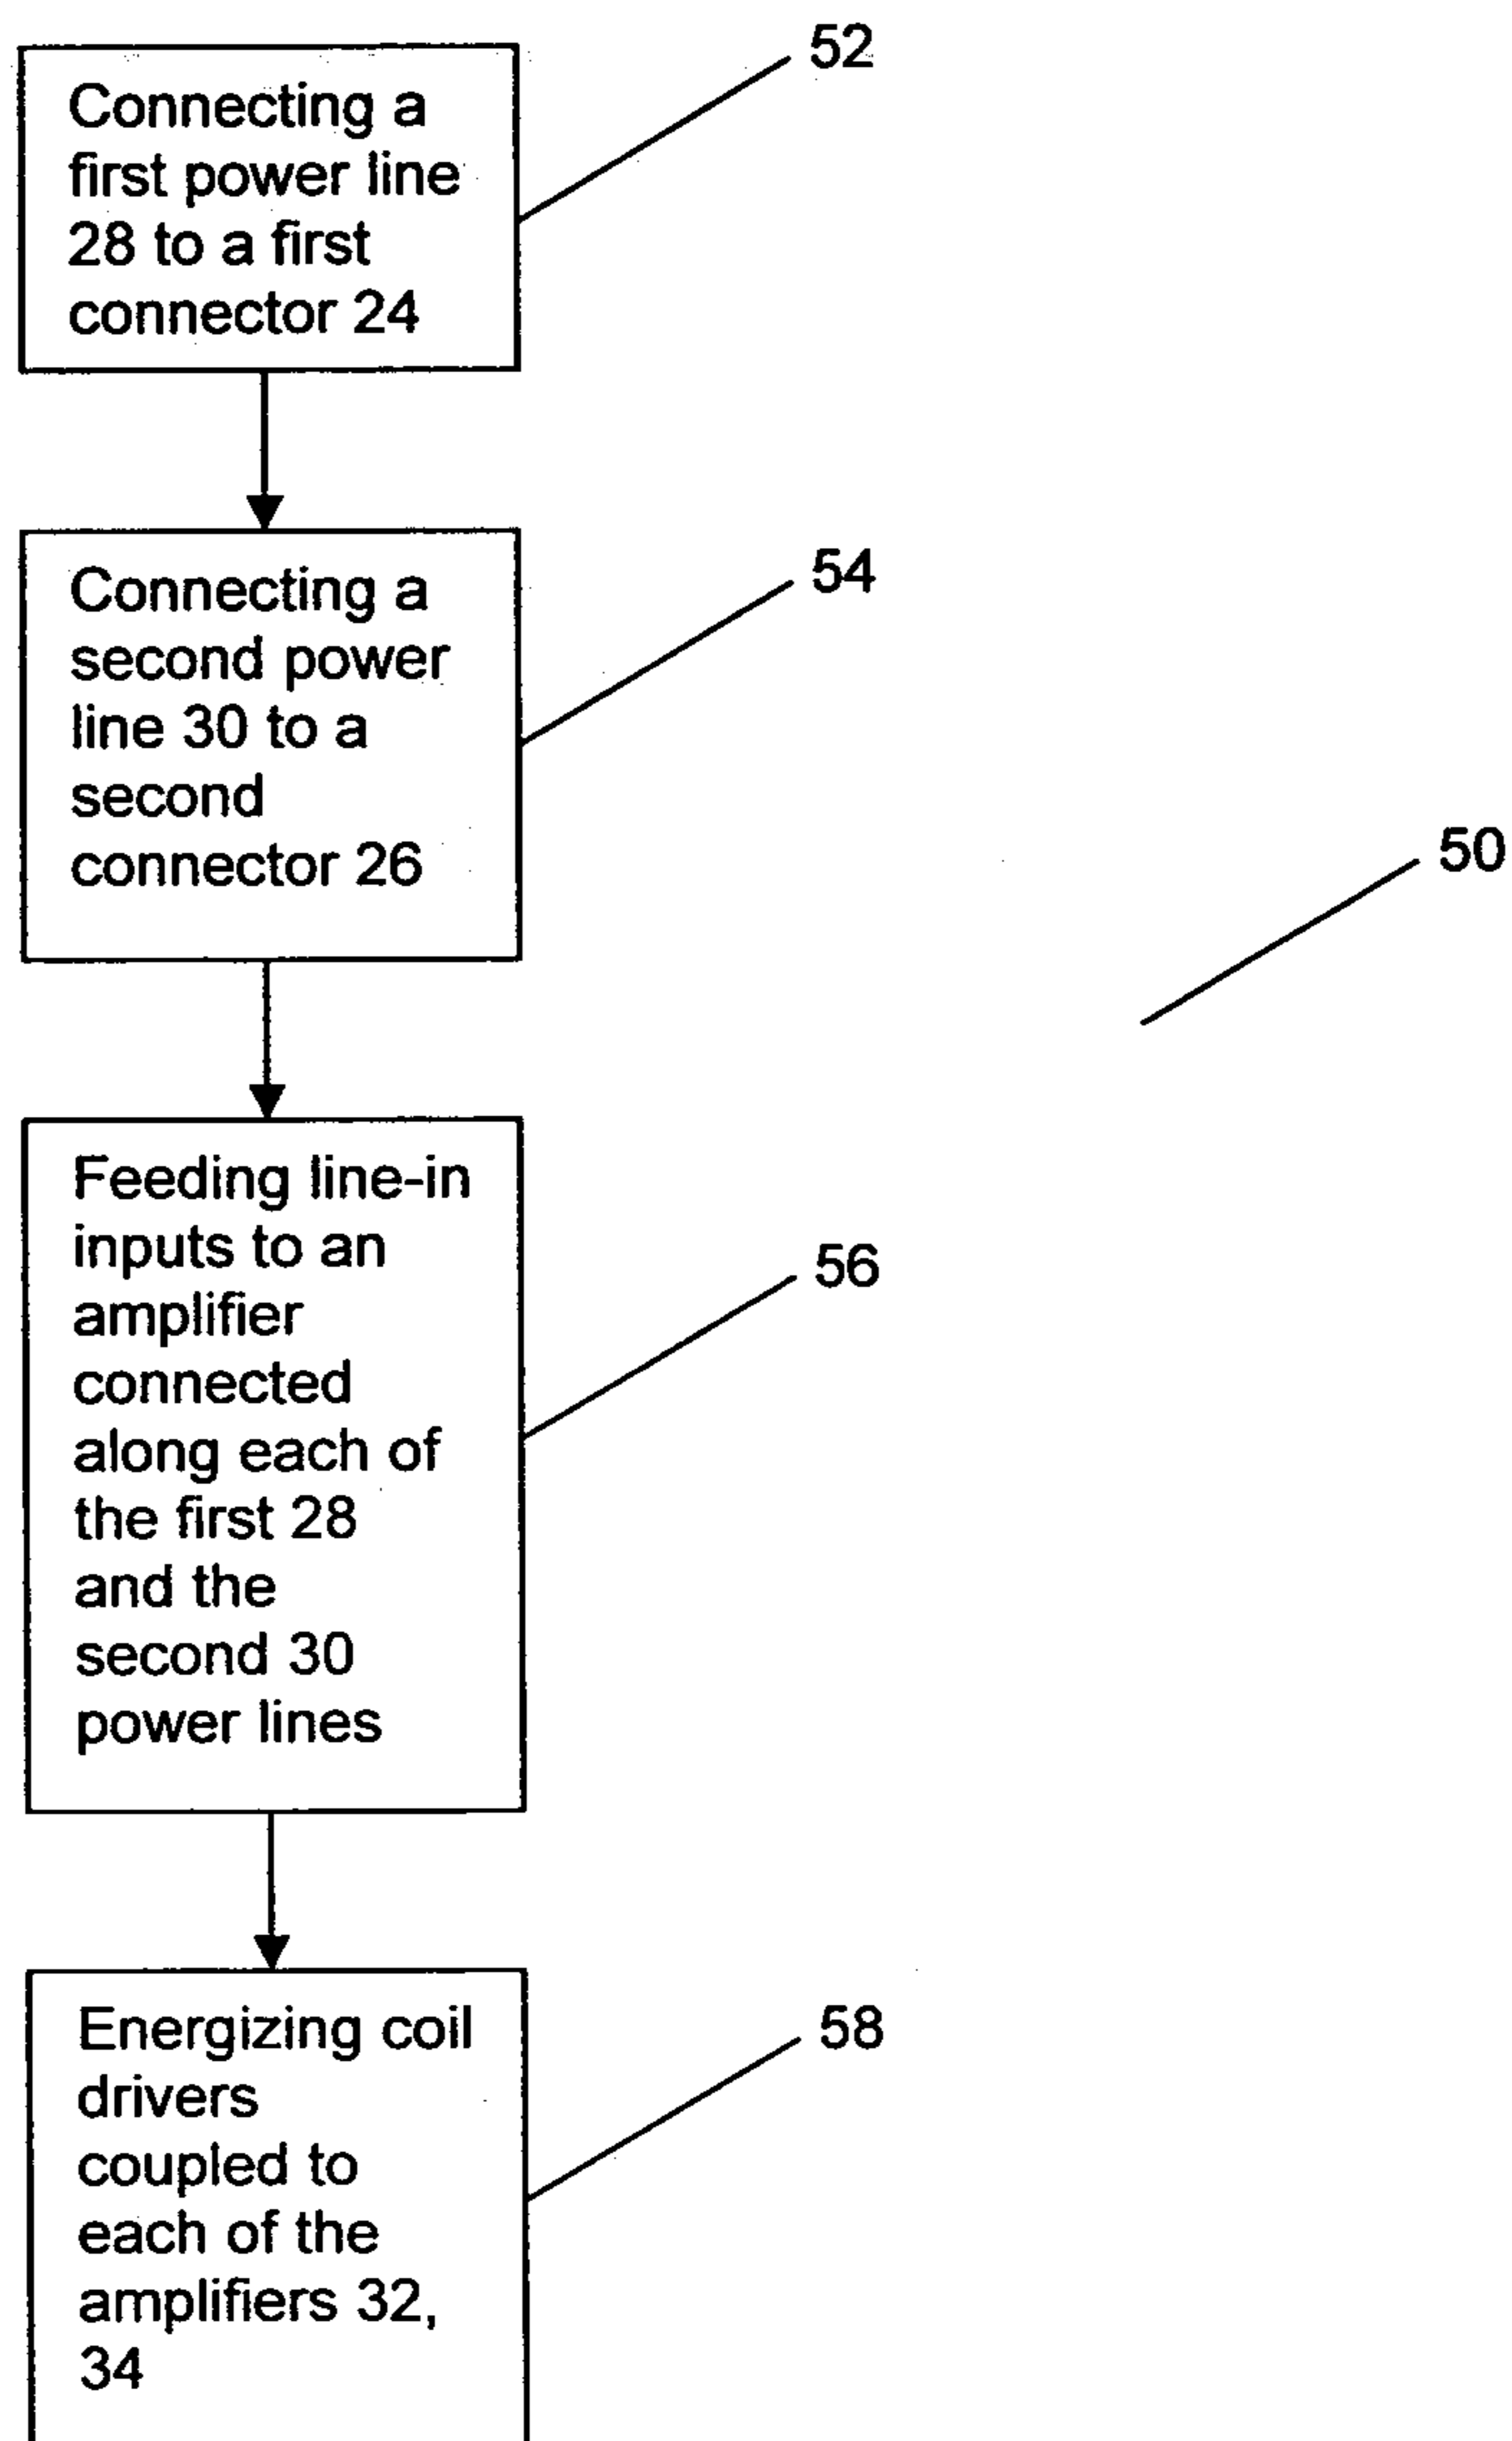 52
Connecting a
first power line
28 to a first
connector 24
54
Connecting a
second power
line 30 to a
second
connector 26
50
Feeding line-in
inputs to an
amplifier
connected
along each of
the first 28
and the
second 30
power lines
56
Energizing coil
drivers
coupled to
each of the
amplifiers 32,
34
58